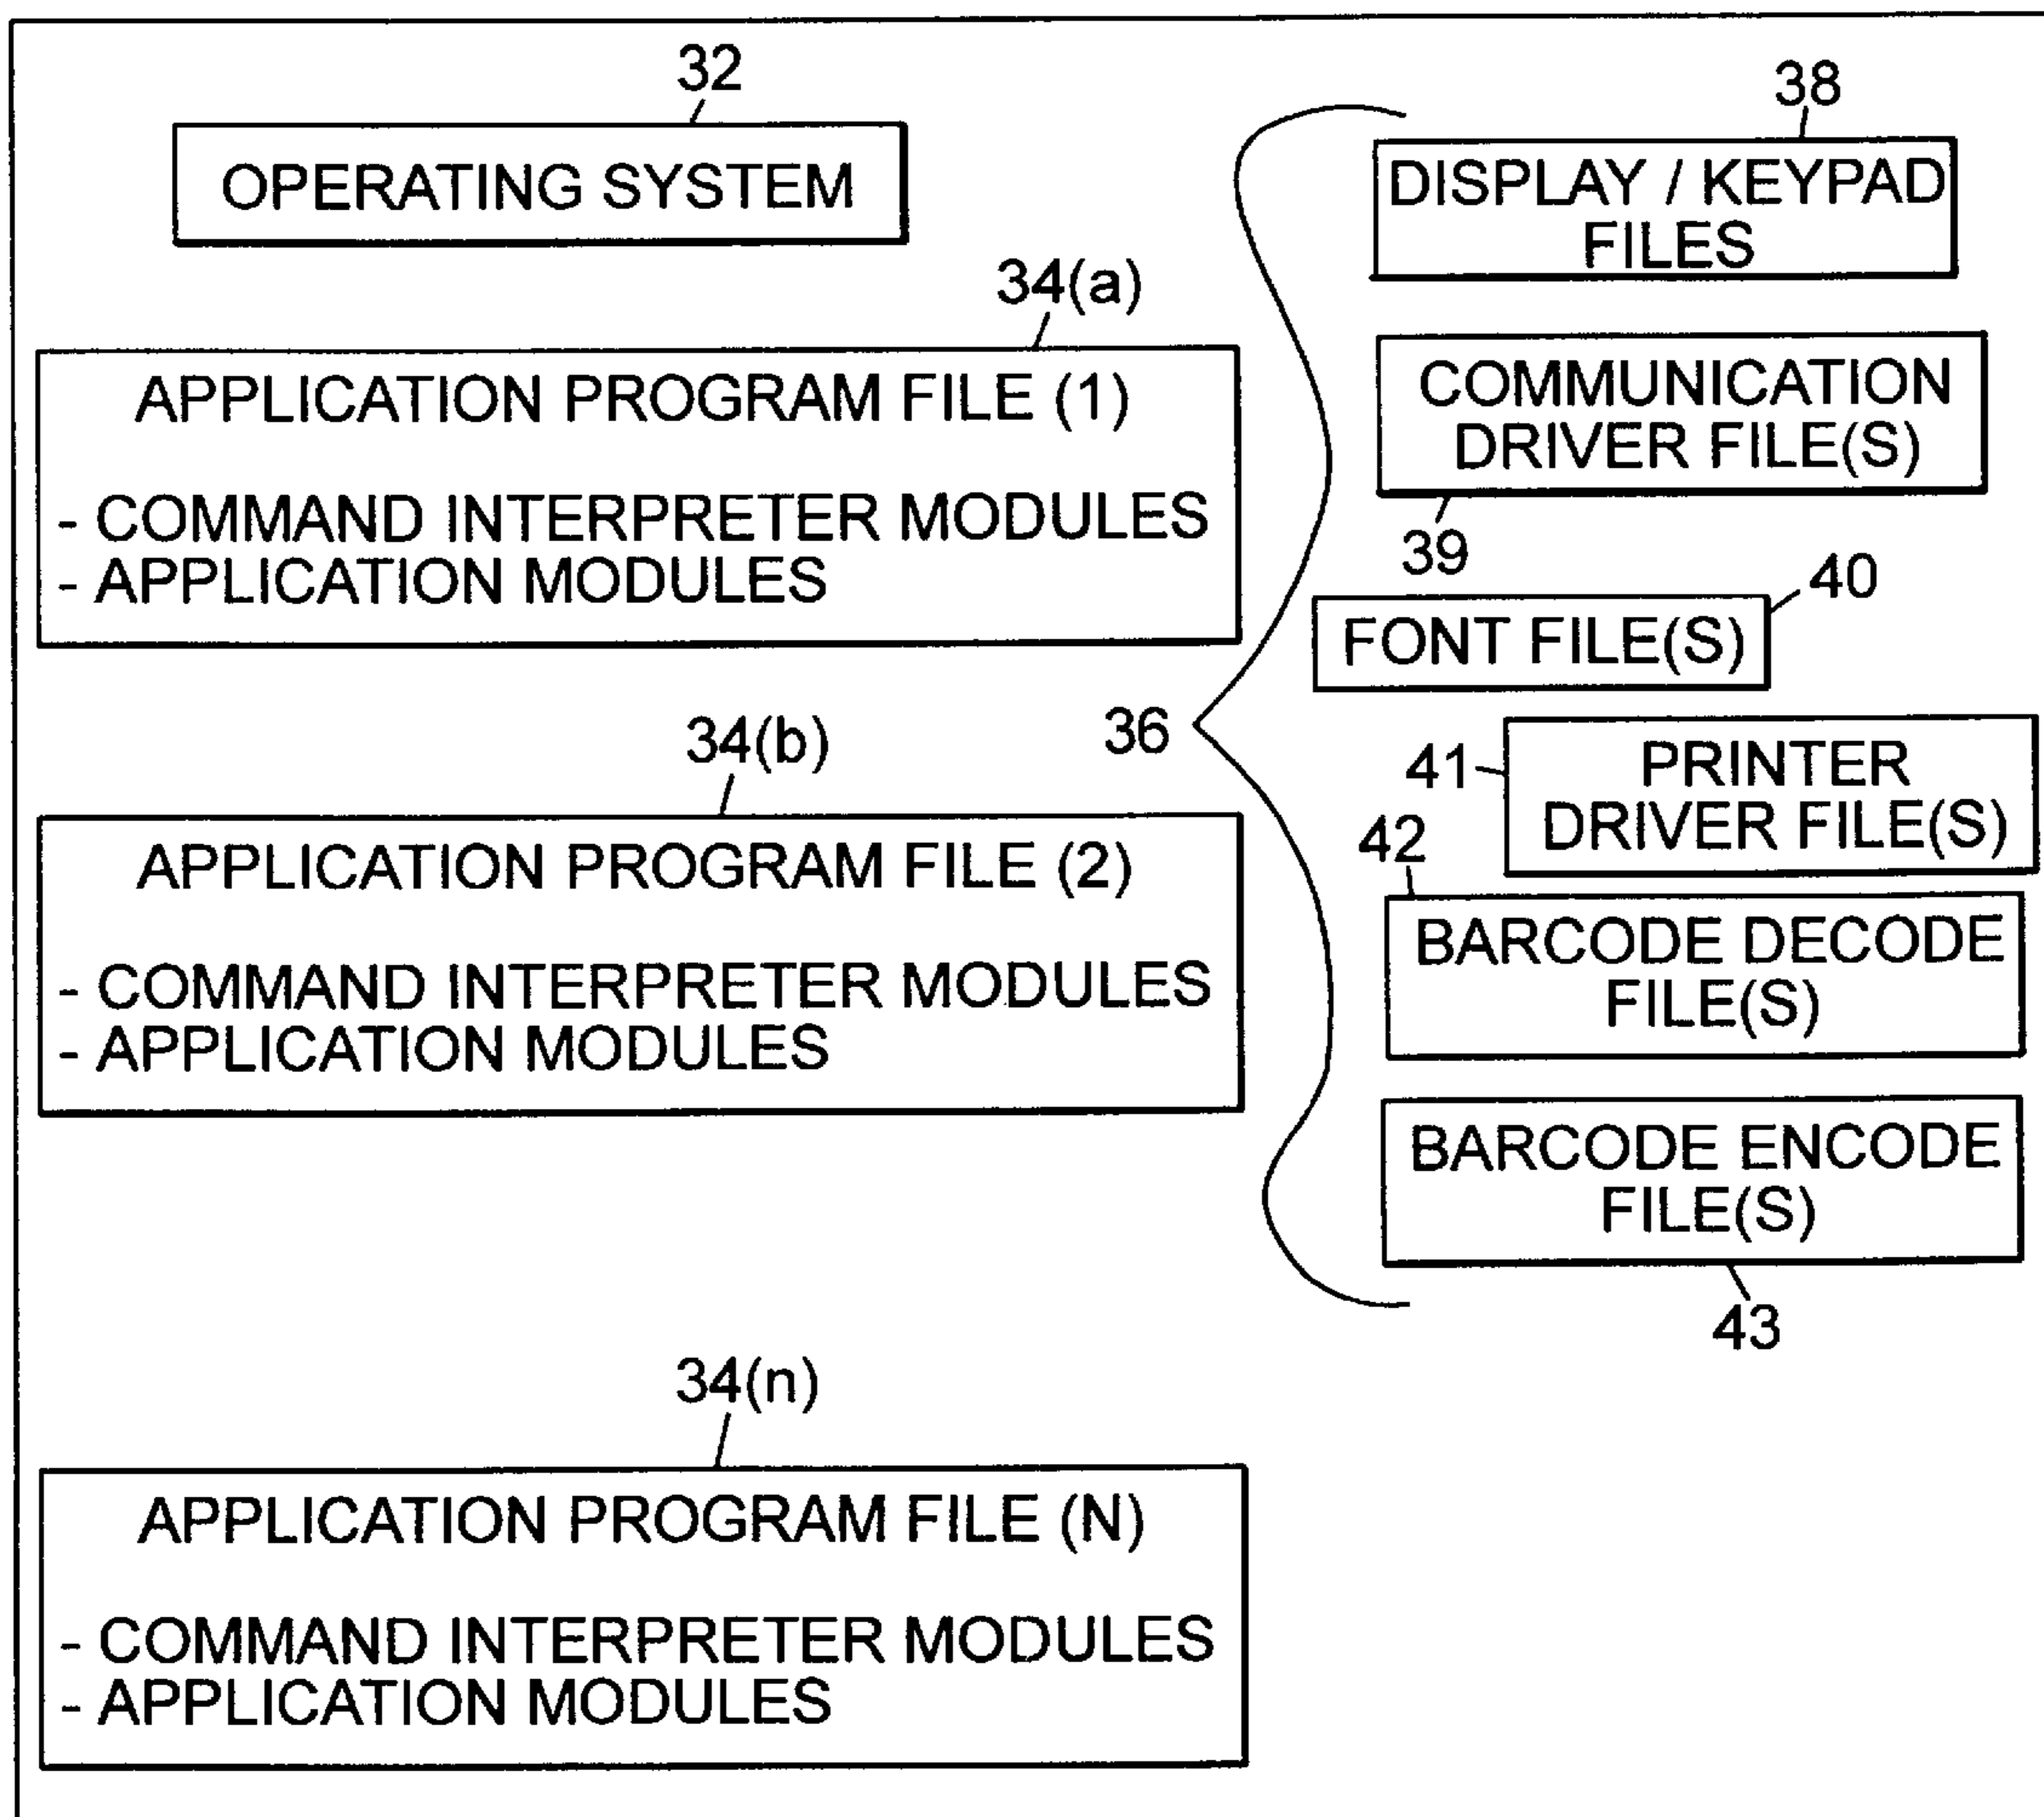 32
OPERATING SYSTEM
34(a)
APPLICATION PROGRAM FILE (1)
- COMMAND INTERPRETER MODULES
- APPLICATION MODULES
34(b)
APPLICATION PROGRAM FILE (2)
- COMMAND INTERPRETER MODULES
- APPLICATION MODULES
34(n)
APPLICATION PROGRAM FILE (N)
- COMMAND INTERPRETER MODULES
- APPLICATION MODULES
36
38
DISPLAY / KEYPAD
FILES
COMMUNICATION
DRIVER FILE(S)
39
40
FONT FILE(S)
41
PRINTER
DRIVER FILE(S)
42
BARCODE DECODE
FILE(S)
BARCODE ENCODE
FILE(S)
43